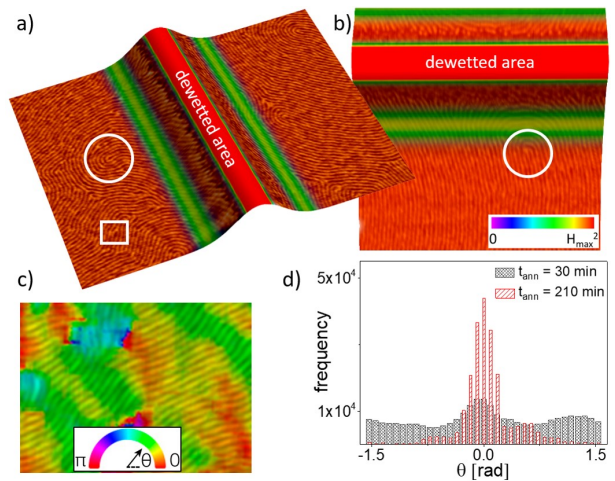 a)
dewetted area
b)
dewetted area
0 Hmax²
c)
π θ 0
d)
tann = 30 min
tann = 210 min
5x10⁴
1x10⁴
frequency
-1.5 0.0 1.5
θ [rad]